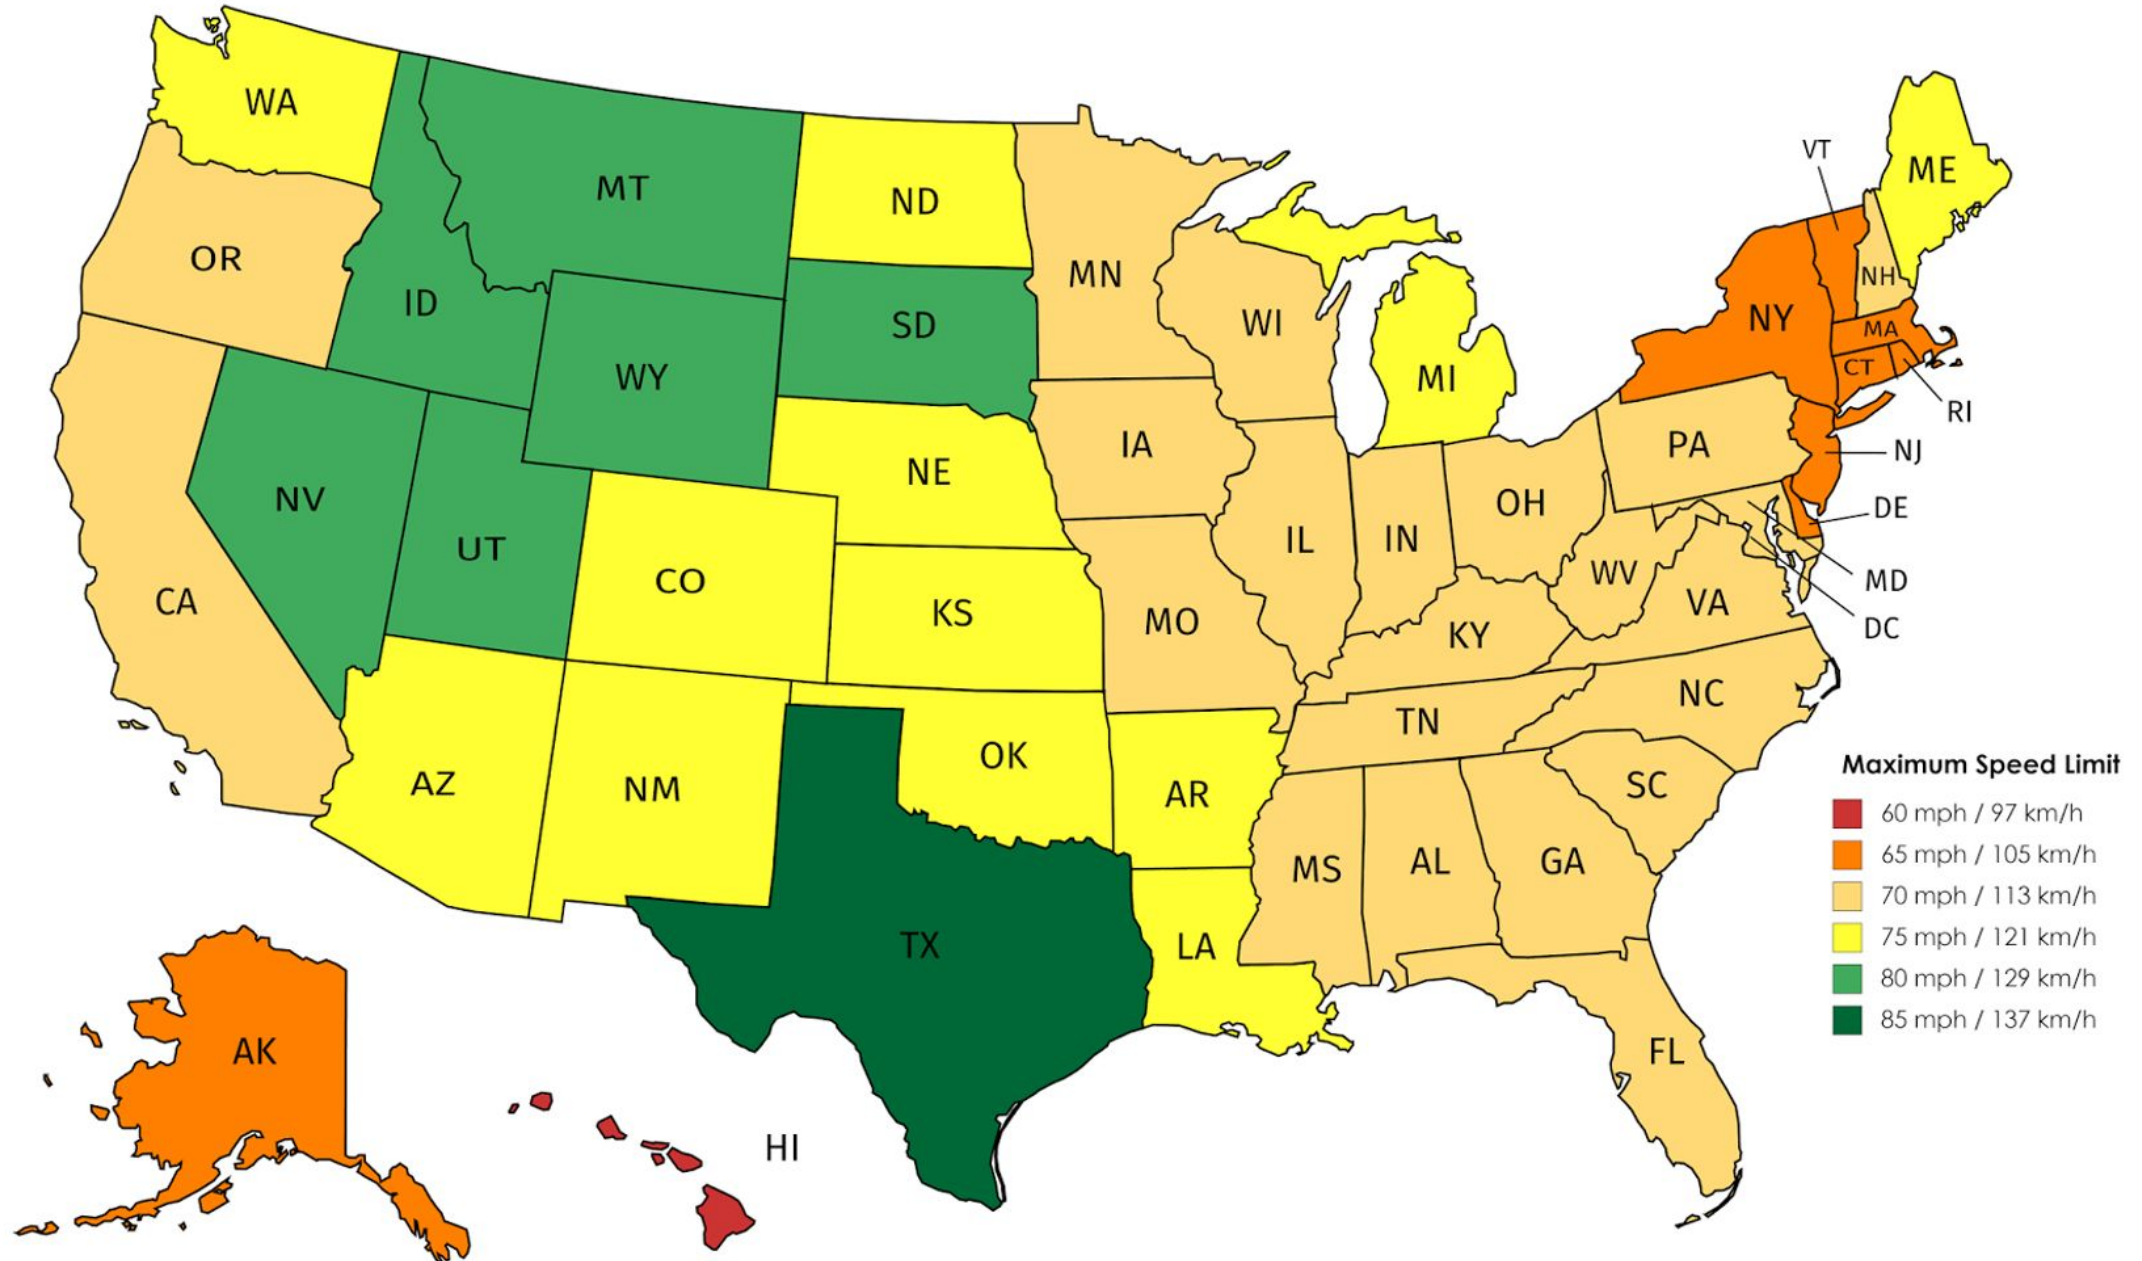 WA
MT
ND
VT
ME
OR
ID
SD
MN
WI
NY
NH
MA
CT
RI
WY
MI
NV
NE
IA
PA
NJ
DE
UT
CO
KS
IL
IN
OH
WV
VA
MD
DC
CA
MO
KY
AZ
NM
OK
AR
TN
NC
SC
TX
LA
MS
AL
GA
FL
AK
HI
Maximum Speed Limit
60 mph / 97 km/h
65 mph / 105 km/h
70 mph / 113 km/h
75 mph / 121 km/h
80 mph / 129 km/h
85 mph / 137 km/h